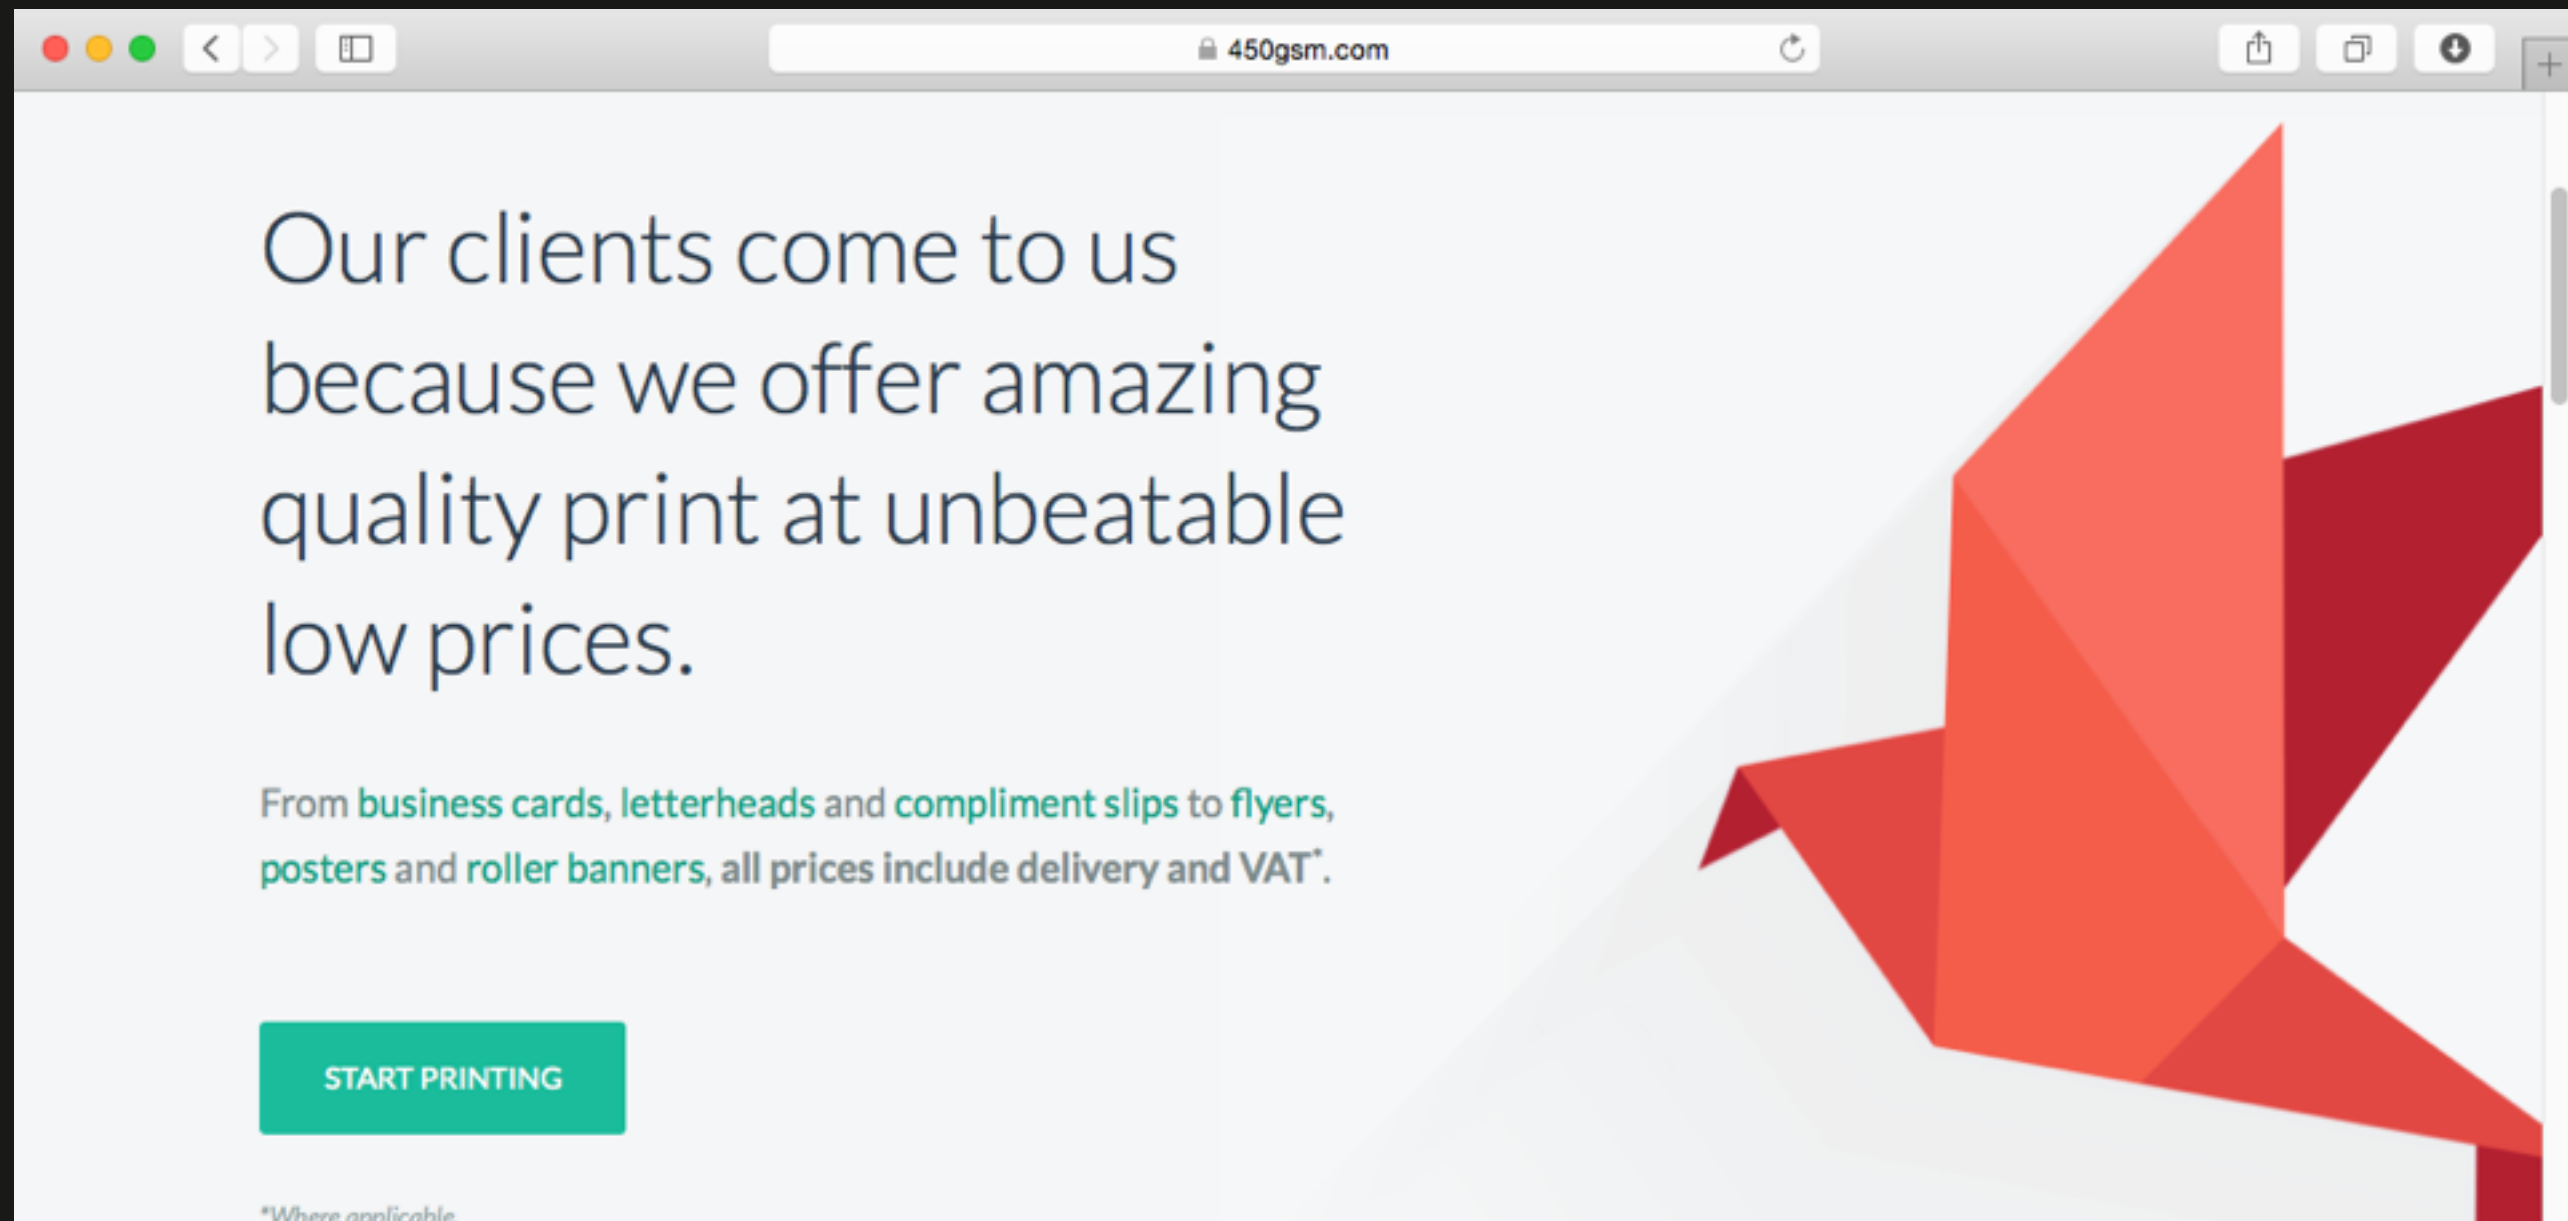 450gsm.com
Our clients come to us
because we offer amazing
quality print at unbeatable
low prices.
From business cards, letterheads and compliment slips to flyers,
posters and roller banners, all prices include delivery and VAT*.
START PRINTING
*Where applicable.